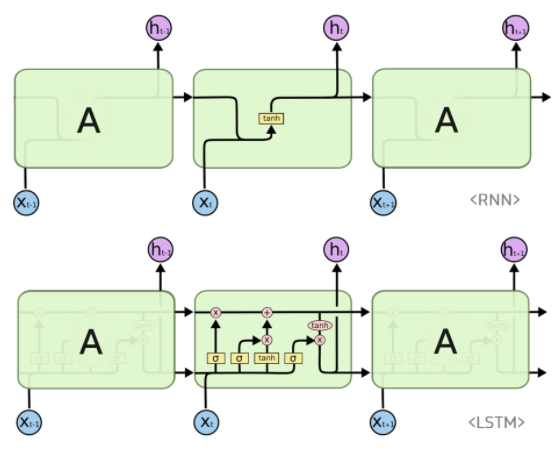 ht-1 ht ht+1
A tanh A
Xt-1 Xt Xt+1
<RNN>
ht-1 ht ht+1
x +
tanh
A x x A
σ σ tanh σ
Xt-1 Xt Xt+1
<LSTM>